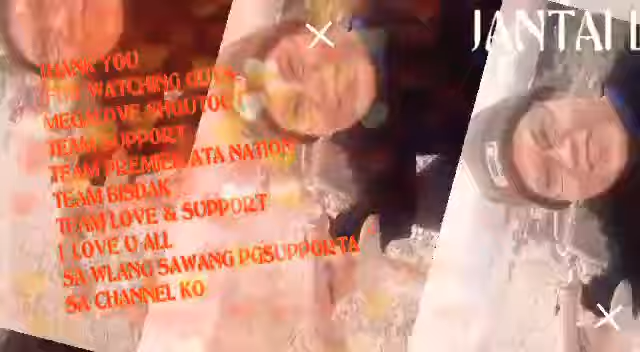 JANTAI L
THANK YOU
FOR WATCHING GUYS
MEGALOVE SHOUTOUT
TEAM SUPPORT
TEAM PREMIER ATA NATION
TEAM BISDAK
TEAM LOVE & SUPPORT
I LOVE U ALL
SA WLANG SAWANG PGSUPPORTA
SA CHANNEL KO